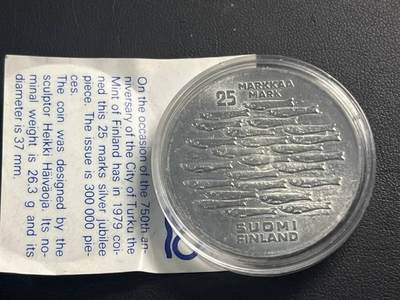 On the occasion of the 750th an-
niversary of the City of Turku the
Mint of Finland has in 1979 coi-
ned this 25 marks silver jubilee
piece. The issue is 300 000 pie-
ces.
The coin was designed by the
sculptor Heikki Häiväoja. Its no-
minal weight is 26.3 g and its
diameter is 37 mm.
25 MARKKAA
MARK
SUOMI
FINLAND